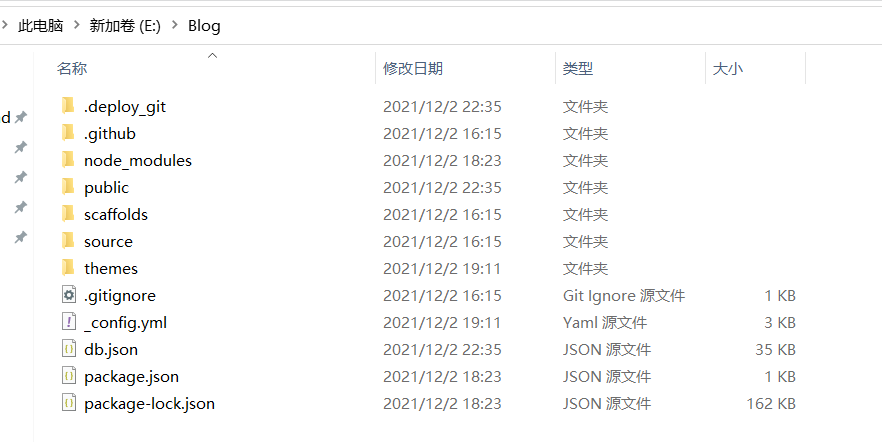 此电脑 > 新加卷 (E:) > Blog
名称 修改日期 类型 大小
.deploy_git 2021/12/2 22:35 文件夹
d .github 2021/12/2 16:15 文件夹
node_modules 2021/12/2 18:23 文件夹
public 2021/12/2 22:35 文件夹
scaffolds 2021/12/2 16:15 文件夹
source 2021/12/2 16:15 文件夹
themes 2021/12/2 19:11 文件夹
.gitignore 2021/12/2 16:15 Git Ignore 源文件 1 KB
_config.yml 2021/12/2 19:11 Yaml 源文件 3 KB
db.json 2021/12/2 22:35 JSON 源文件 35 KB
package.json 2021/12/2 18:23 JSON 源文件 1 KB
package-lock.json 2021/12/2 18:23 JSON 源文件 162 KB